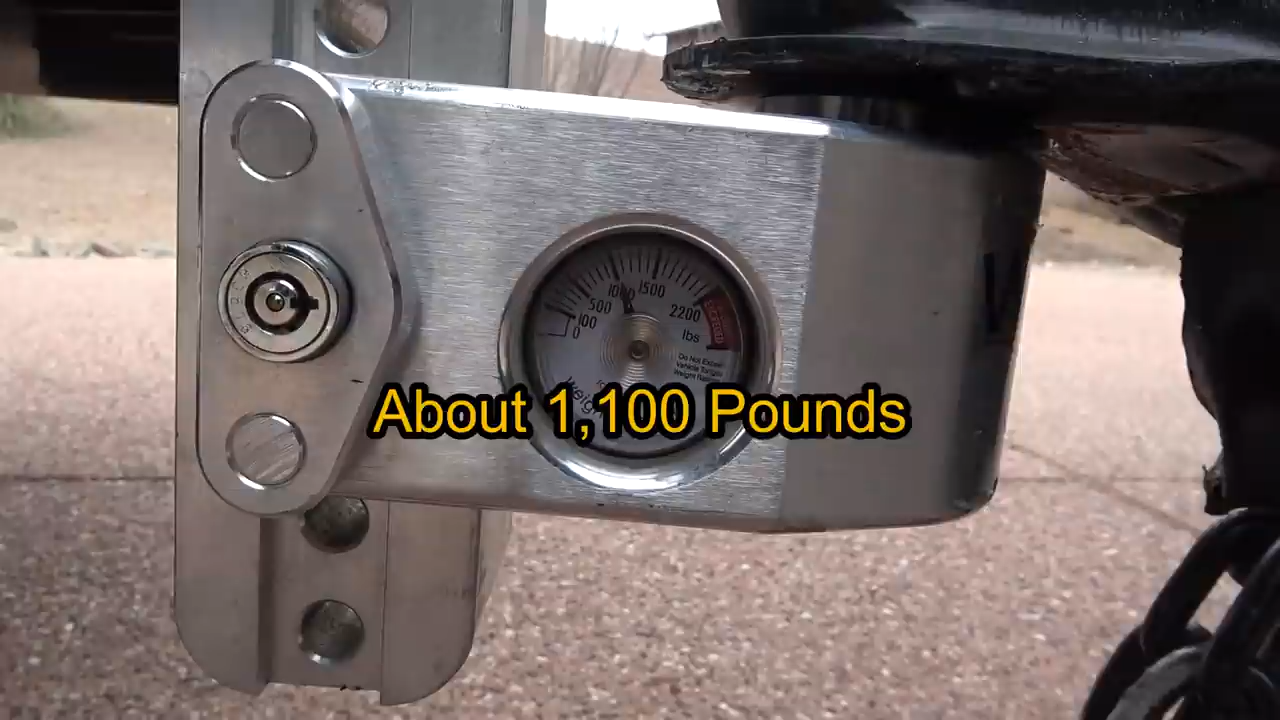 1000
1500
500
2200
100
0
lbs
Do Not Exceed
Vehicle Tongue
Weight Rating
About 1,100 Pounds
W